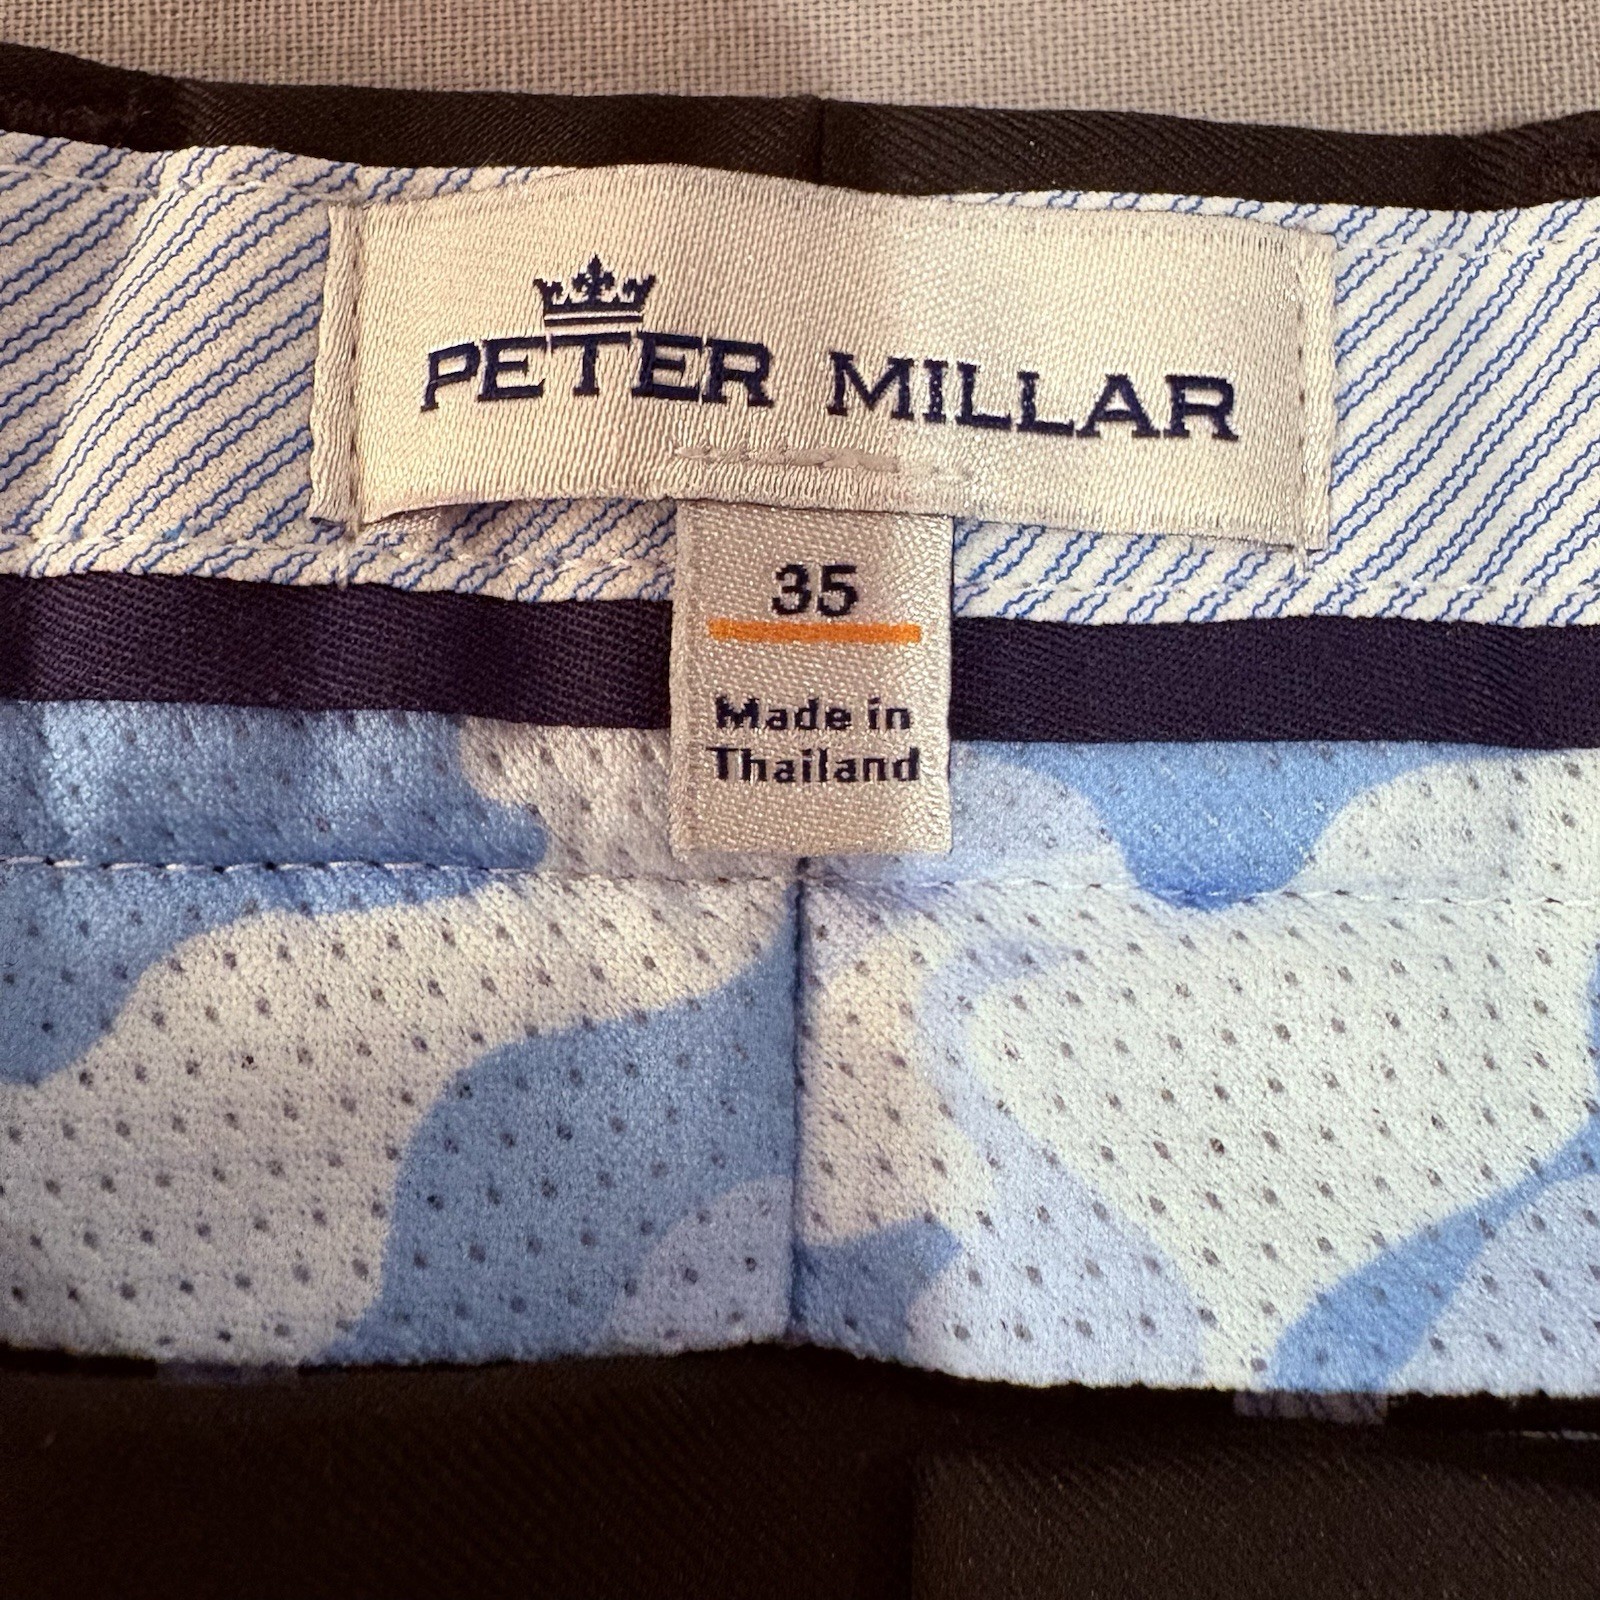 PETER MILLAR
35
Made in
Thailand